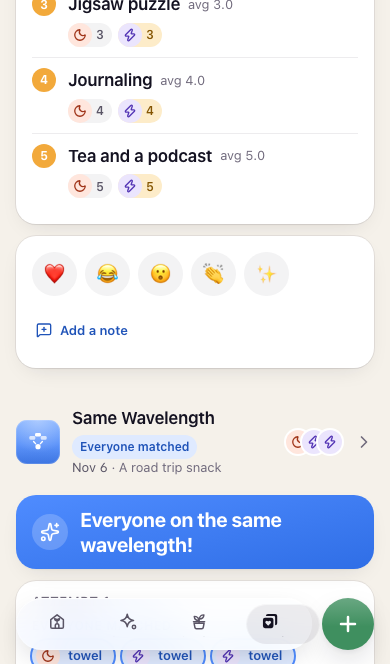 3 Jigsaw puzzle avg 3.0
3 3
4 Journaling avg 4.0
4 4
5 Tea and a podcast avg 5.0
5 5
Add a note
Same Wavelength
Everyone matched
Nov 6 · A road trip snack
Everyone on the same
wavelength!
towel towel towel